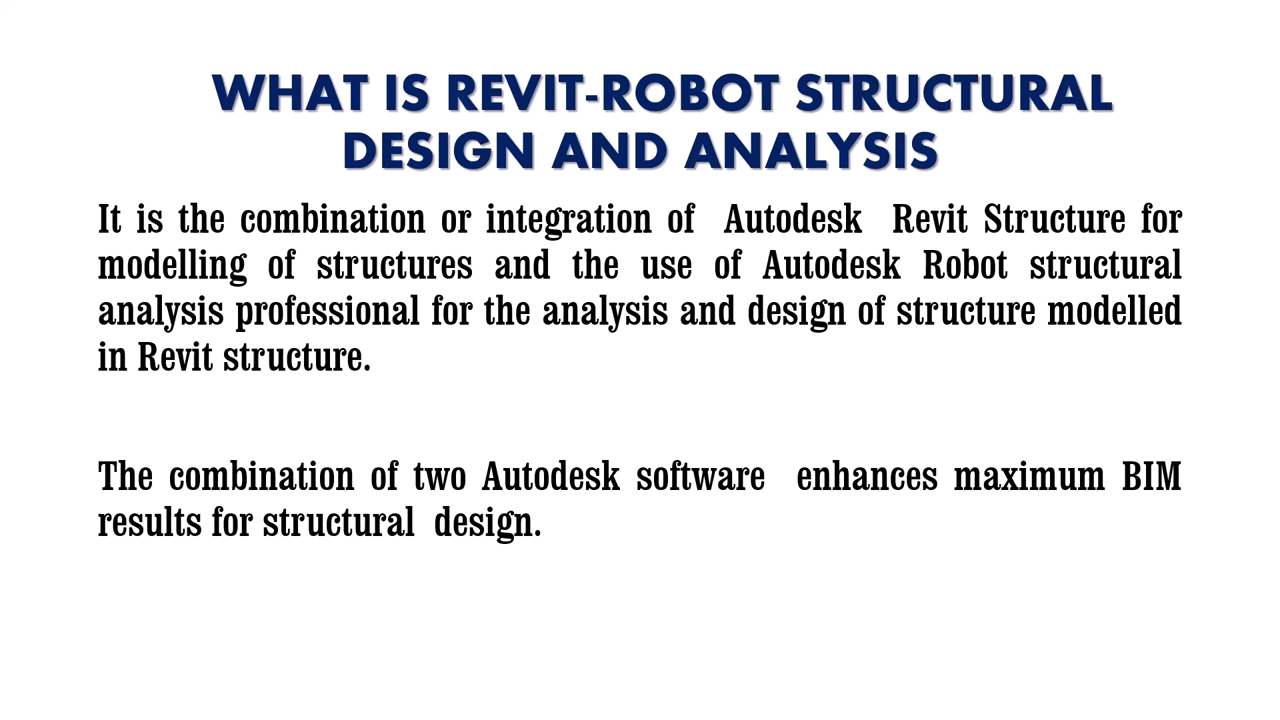 WHAT IS REVIT-ROBOT STRUCTURAL
DESIGN AND ANALYSIS
It is the combination or integration of Autodesk Revit Structure for
modelling of structures and the use of Autodesk Robot structural
analysis professional for the analysis and design of structure modelled
in Revit structure.
The combination of two Autodesk software enhances maximum BIM
results for structural design.